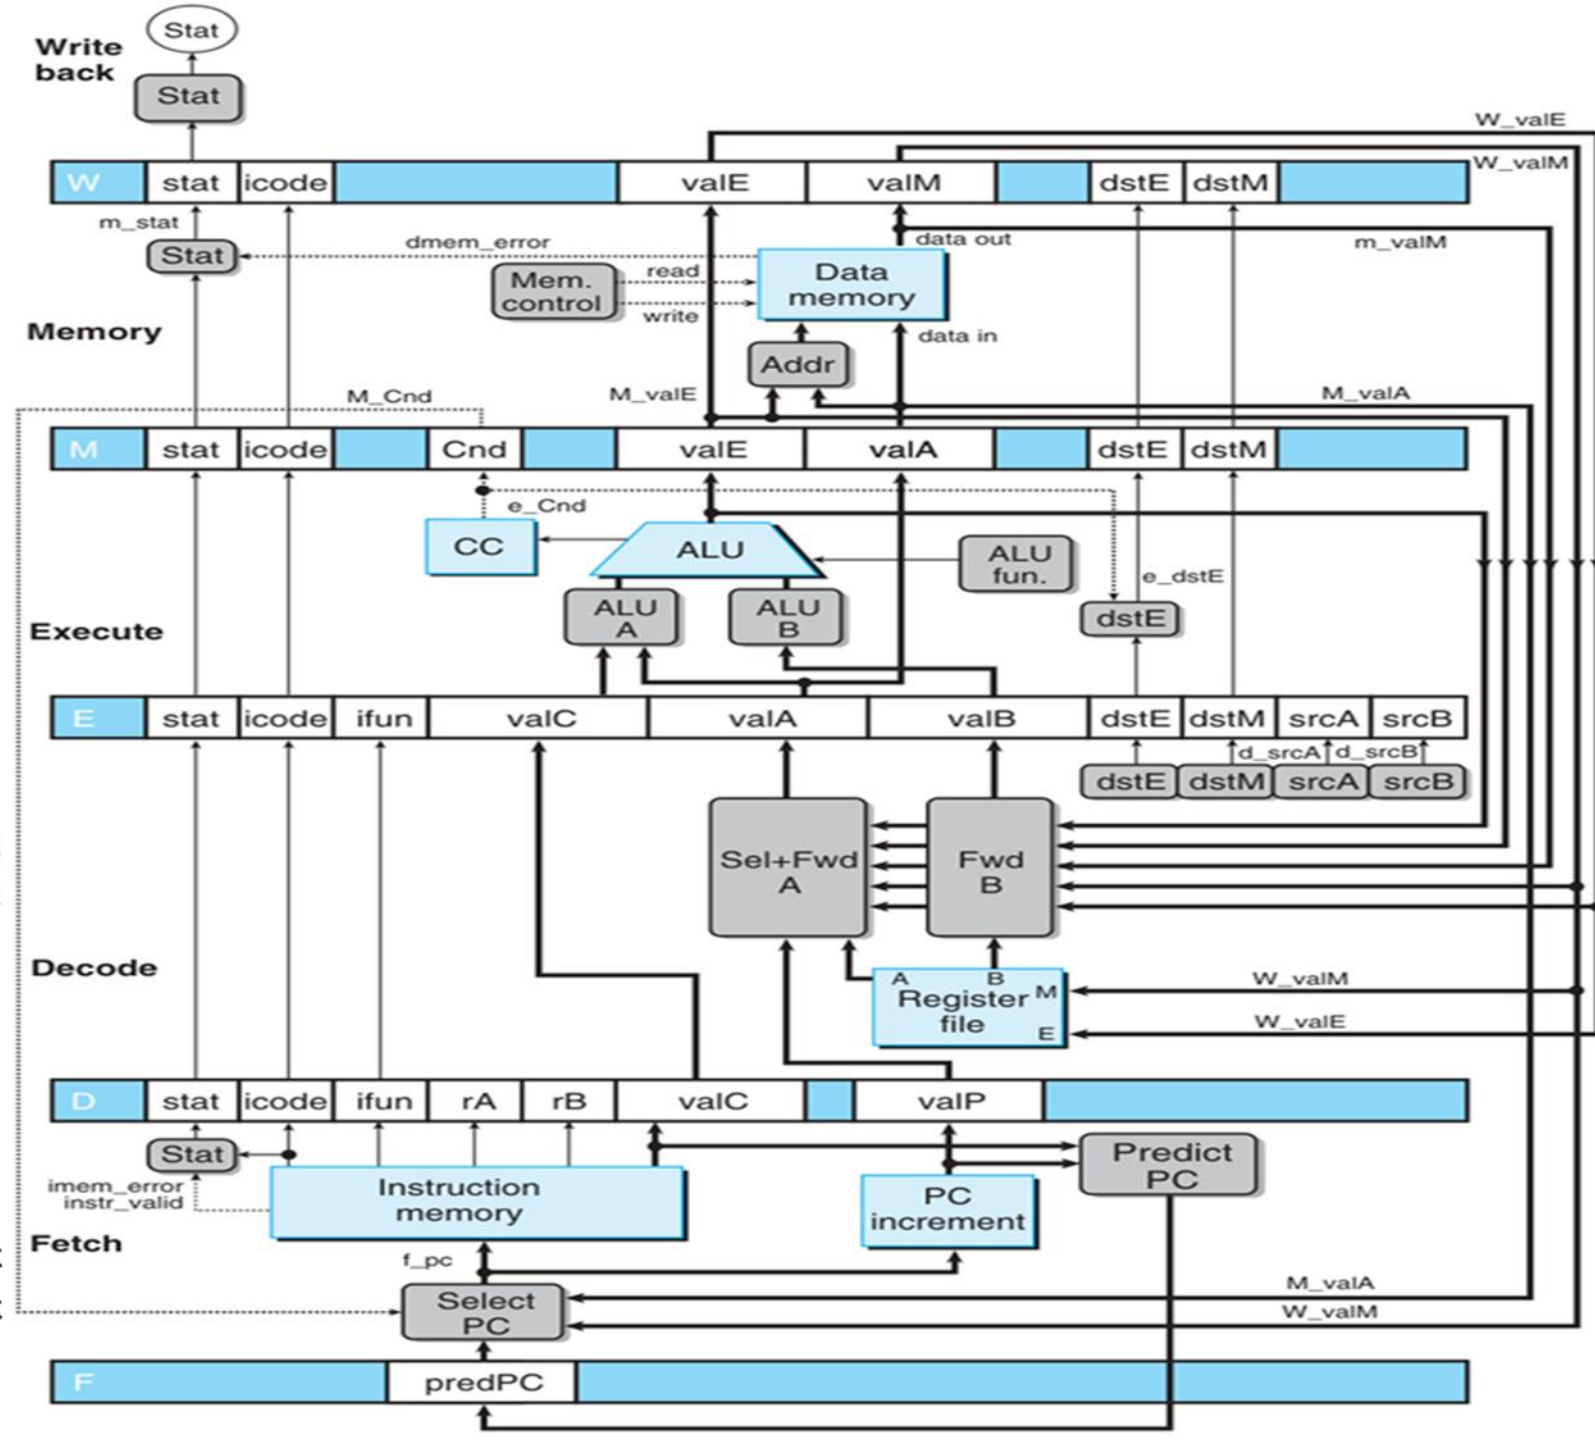 Stat
Write
back
Stat
W_valE
W_valM
W stat icode valE valM dstE dstM
m_stat
Stat
dmem_error
data out
m_valM
Mem.
control
read
write
Data
memory
Memory
data in
Addr
M_Cnd
M_valE
M_valA
M stat icode Cnd valE valA dstE dstM
e_Cnd
CC
ALU
ALU
fun.
e_dstE
ALU
A
ALU
B
dstE
Execute
E stat icode ifun valC valA valB dstE dstM srcA srcB
d_srcA d_srcB
dstE dstM srcA srcB
Sel+Fwd
A
Fwd
B
Decode
A B
Register M
file E
W_valM
W_valE
D stat icode ifun rA rB valC valP
Stat
Predict
PC
imem_error
instr_valid
Instruction
memory
PC
increment
Fetch
f_pc
M_valA
Select
PC
W_valM
F predPC